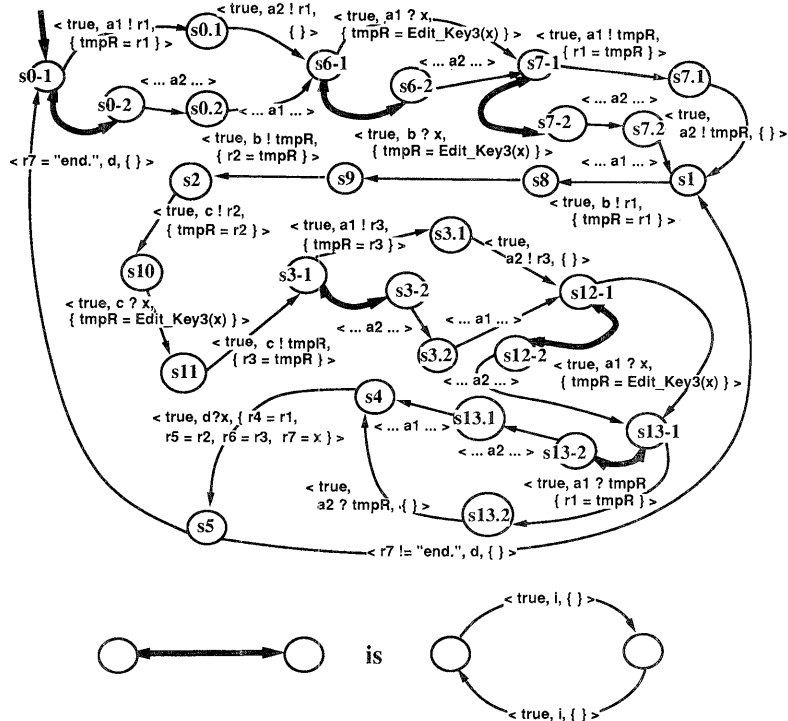 < true, a1 ! r1,
{ tmpR = r1} >
s0.1
< true, a2 ! r1,
{ } >
< true, a1 ? x,
{ tmpR = Edit_Key3(x) } >
< true, a1 ! tmpR,
{ r1 = tmpR} >
s0-1
s6-1
s7-1
s7.1
< ... a2 ... >
s0-2
s0.2
< ... a1 ... >
< ... a2 ... >
s6-2
< ... a2 ... >
s7-2
s7.2
< true,
a2 ! tmpR, { } >
< r7 = "end.", d, { } >
< true, b ! tmpR,
{ r2 = tmpR} >
< true, b ? x,
{ tmpR = Edit_Key3(x) } >
< ... a1 ... >
s2
s9
s8
s1
< true, b ! r1,
{ tmpR = r1 } >
< true, c ! r2,
{ tmpR = r2 } >
< true, a1 ! r3,
{ tmpR = r3 } >
s3.1
< true,
a2 ! r3, { } >
s10
s3-1
s3-2
s12-1
< true, c ? x,
{ tmpR = Edit_Key3(x) } >
< ... a2 ... >
< ... a1 ... >
< true, c ! tmpR,
{ r3 = tmpR } >
s11
s3.2
s12-2
< true, a1 ? x,
{ tmpR = Edit_Key3(x) } >
< ... a2 ... >
s4
< true, d?x, { r4 = r1,
r5 = r2, r6 = r3, r7 = x } >
< ... a1 ... >
s13.1
s13-1
< ... a2 ... >
s13-2
< true, a1 ? tmpR
{ r1 = tmpR } >
< true,
a2 ? tmpR, { } >
s13.2
s5
< r7 != "end.", d, { } >
< true, i, { } >
is
< true, i, { } >